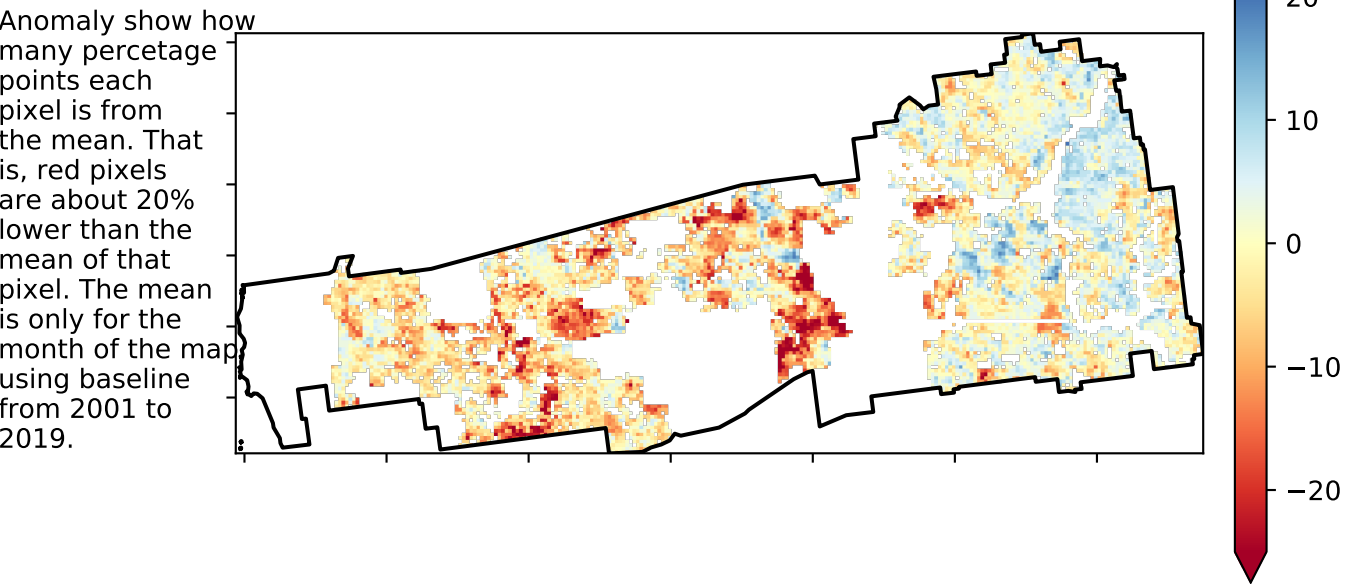 Anomaly show how
many percetage
points each
pixel is from
the mean. That
is, red pixels
are about 20%
lower than the
mean of that
pixel. The mean
is only for the
month of the map
using baseline
from 2001 to
2019.
20
10
0
−10
−20